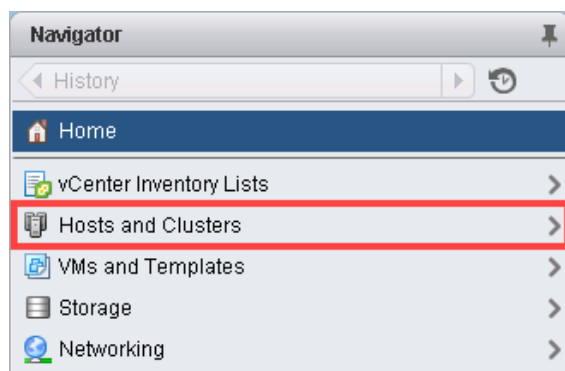 Navigator
History
Home
vCenter Inventory Lists
Hosts and Clusters
VMs and Templates
Storage
Networking